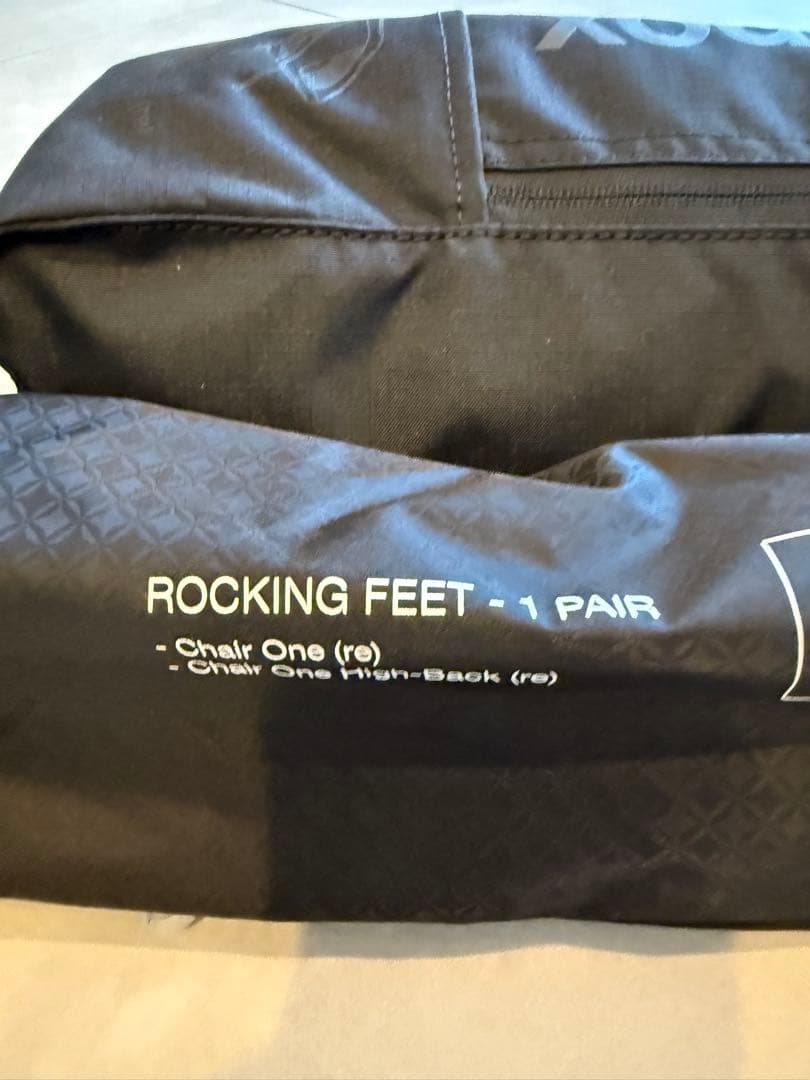 ROCKING FEET - 1 PAIR
- Chair One (re)
- Chair One High-Back (re)